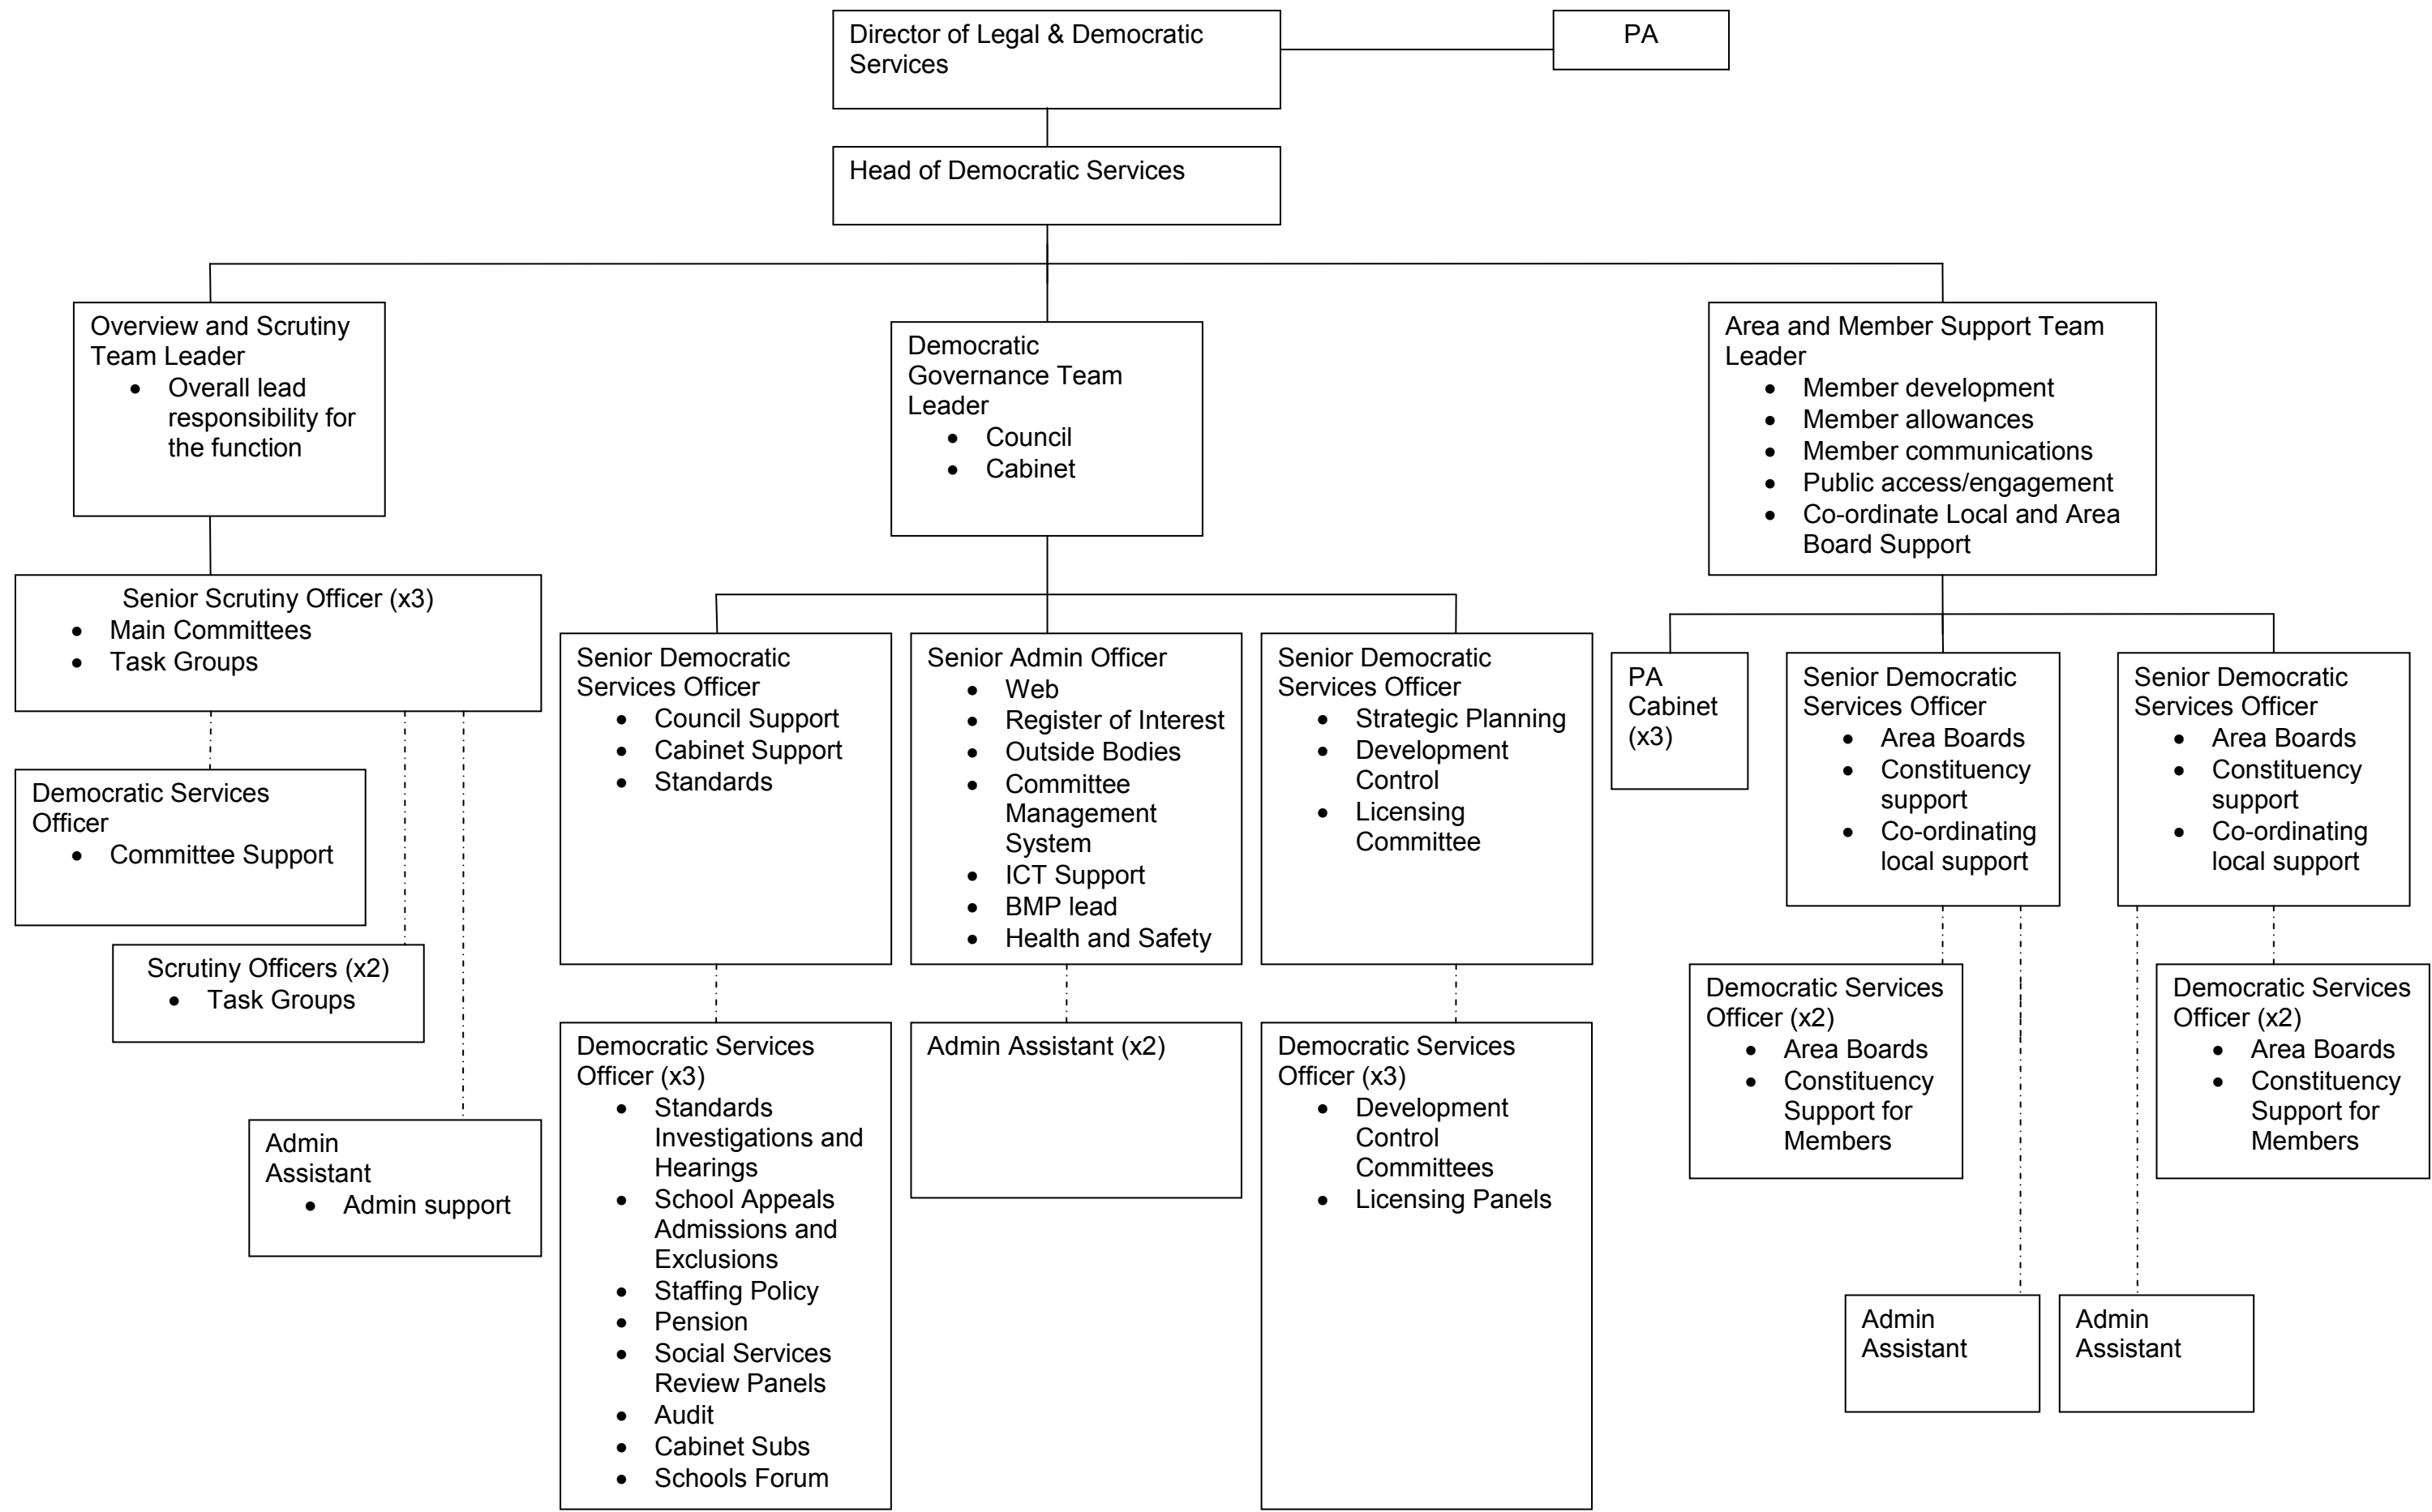 Director of Legal & Democratic
Services
PA
Head of Democratic Services
Overview and Scrutiny
Team Leader
• Overall lead
responsibility for
the function
Democratic
Governance Team
Leader
• Council
• Cabinet
Area and Member Support Team
Leader
• Member development
• Member allowances
• Member communications
• Public access/engagement
• Co-ordinate Local and Area
Board Support
Senior Scrutiny Officer (x3)
• Main Committees
• Task Groups
Senior Democratic
Services Officer
• Council Support
• Cabinet Support
• Standards
Senior Admin Officer
• Web
• Register of Interest
• Outside Bodies
• Committee
Management
System
• ICT Support
• BMP lead
• Health and Safety
Senior Democratic
Services Officer
• Strategic Planning
• Development
Control
• Licensing
Committee
PA
Cabinet
(x3)
Senior Democratic
Services Officer
• Area Boards
• Constituency
support
• Co-ordinating
local support
Senior Democratic
Services Officer
• Area Boards
• Constituency
support
• Co-ordinating
local support
Democratic Services
Officer
• Committee Support
Scrutiny Officers (x2)
• Task Groups
Admin
Assistant
• Admin support
Democratic Services
Officer (x3)
• Standards
Investigations and
Hearings
• School Appeals
Admissions and
Exclusions
• Staffing Policy
• Pension
• Social Services
Review Panels
• Audit
• Cabinet Subs
• Schools Forum
Admin Assistant (x2)
Democratic Services
Officer (x3)
• Development
Control
Committees
• Licensing Panels
Democratic Services
Officer (x2)
• Area Boards
• Constituency
Support for
Members
Democratic Services
Officer (x2)
• Area Boards
• Constituency
Support for
Members
Admin
Assistant
Admin
Assistant